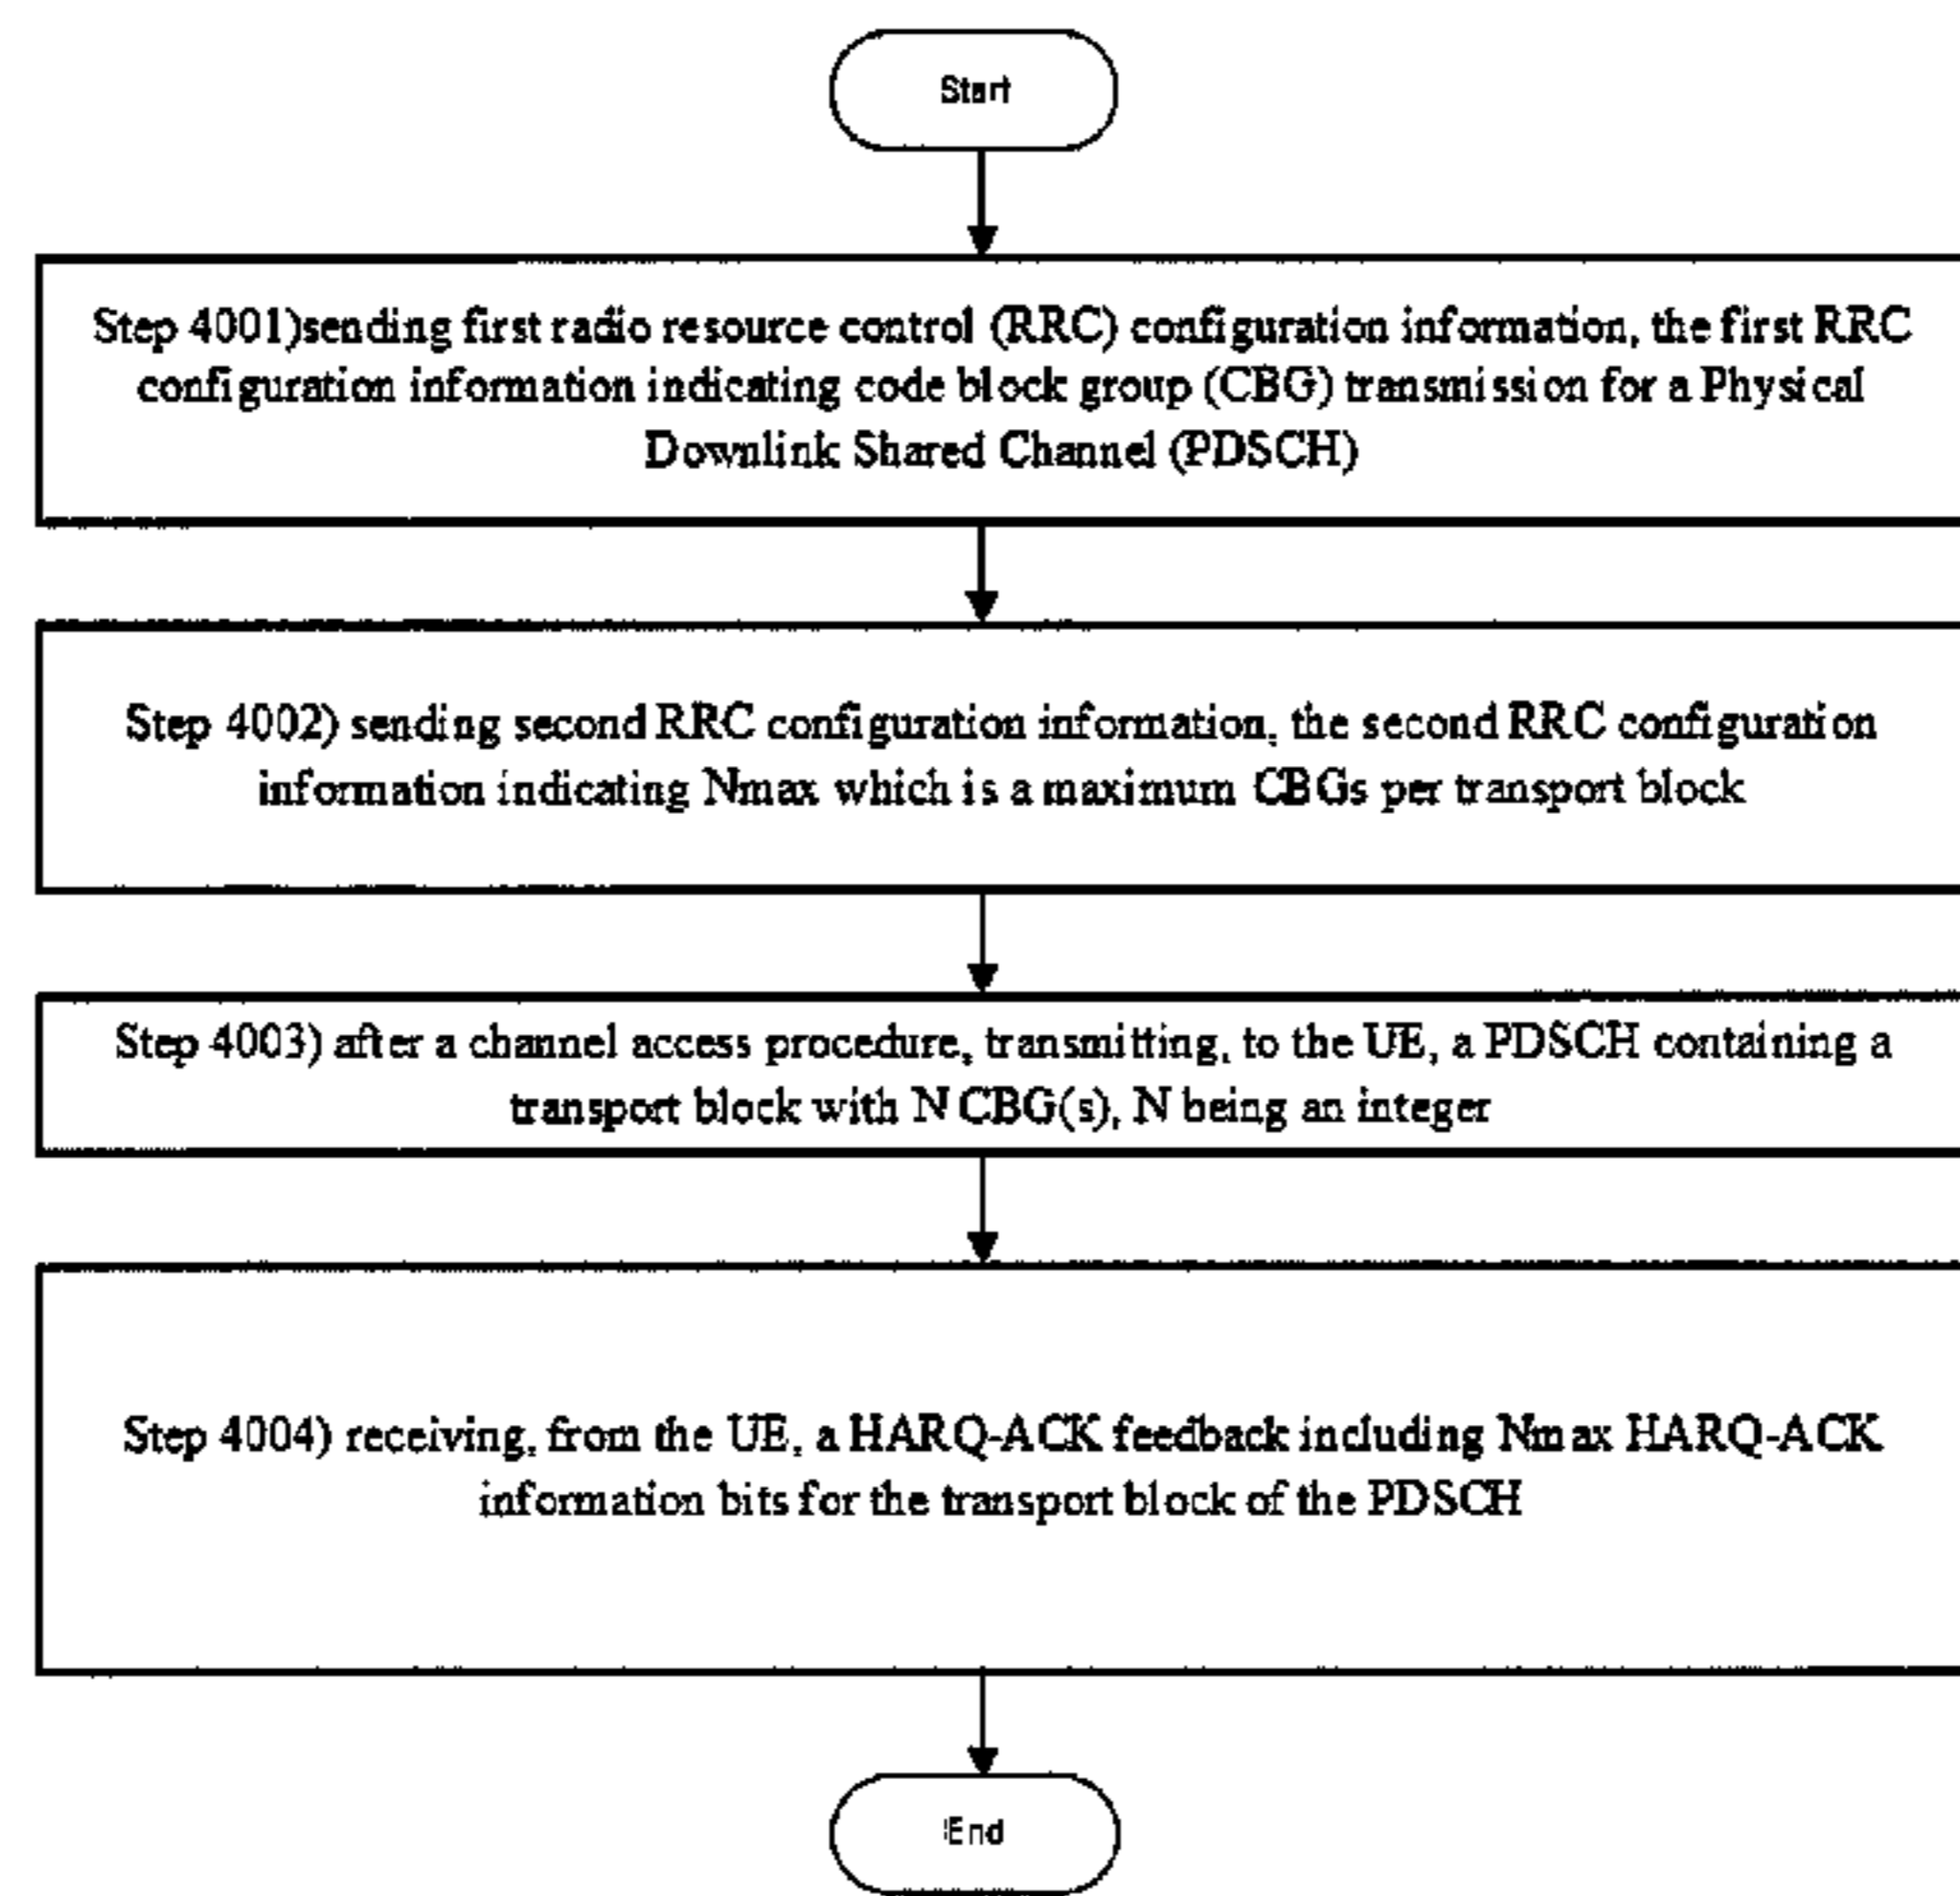 Start
Step 4001)sending first radio resource control (RRC) configuration information, the first RRC
configuration information indicating code block group (CBG) transmission for a Physical
Downlink Shared Channel (PDSCH)
Step 4002) sending second RRC configuration information, the second RRC configuration
information indicating Nmax which is a maximum CBGs per transport block
Step 4003) after a channel access procedure, transmitting, to the UE, a PDSCH containing a
transport block with N CBG(s), N being an integer
Step 4004) receiving, from the UE, a HARQ-ACK feedback including Nmax HARQ-ACK
information bits for the transport block of the PDSCH
End